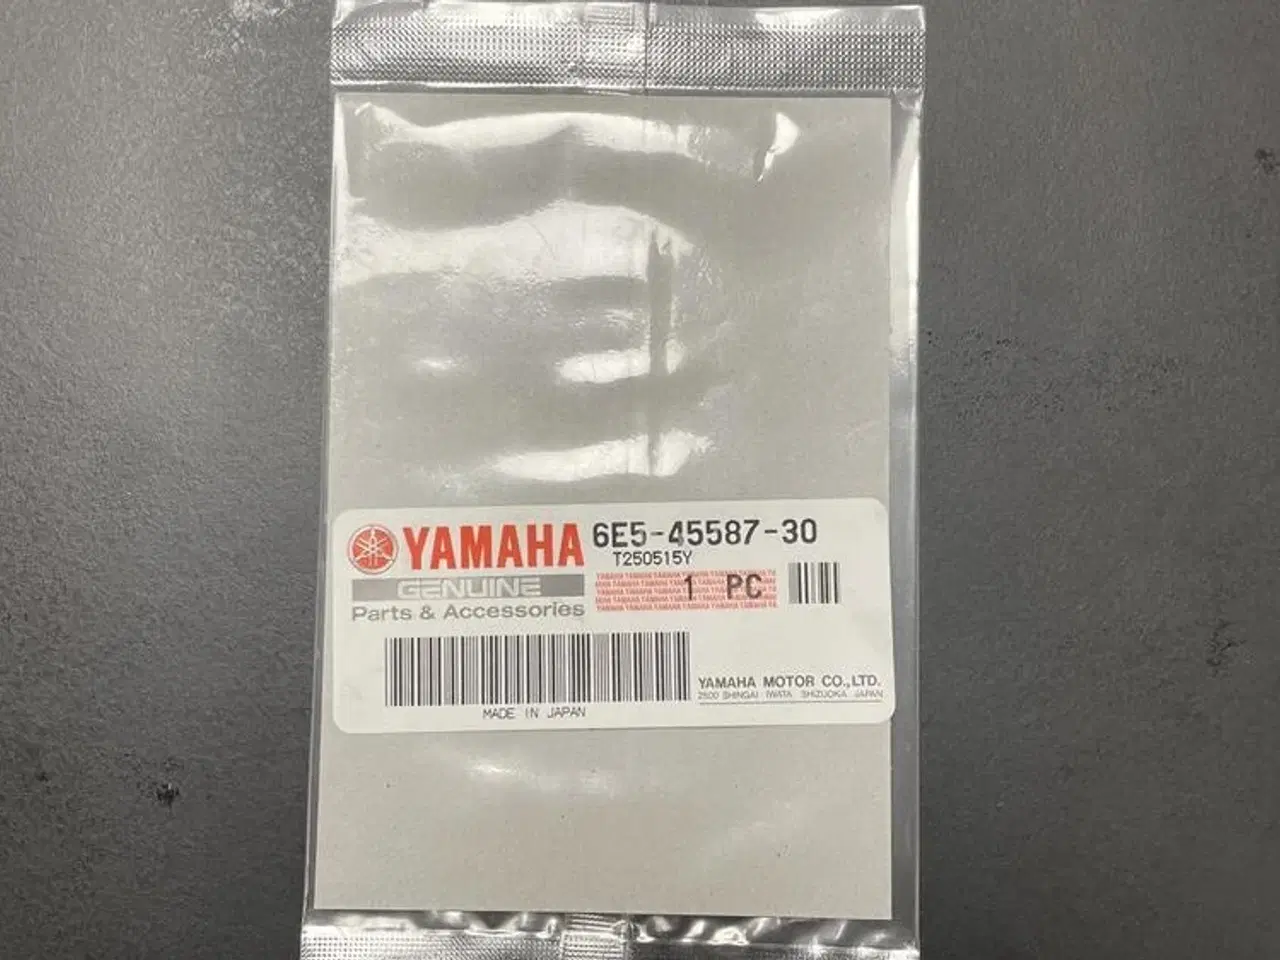 YAMAHA
GENUINE
Parts & Accessories
6E5-45587-30
T250515Y
1 PC
MADE IN JAPAN
YAMAHA MOTOR CO.,LTD.
2500 SHINGAI IWATA SHIZUOKA JAPAN